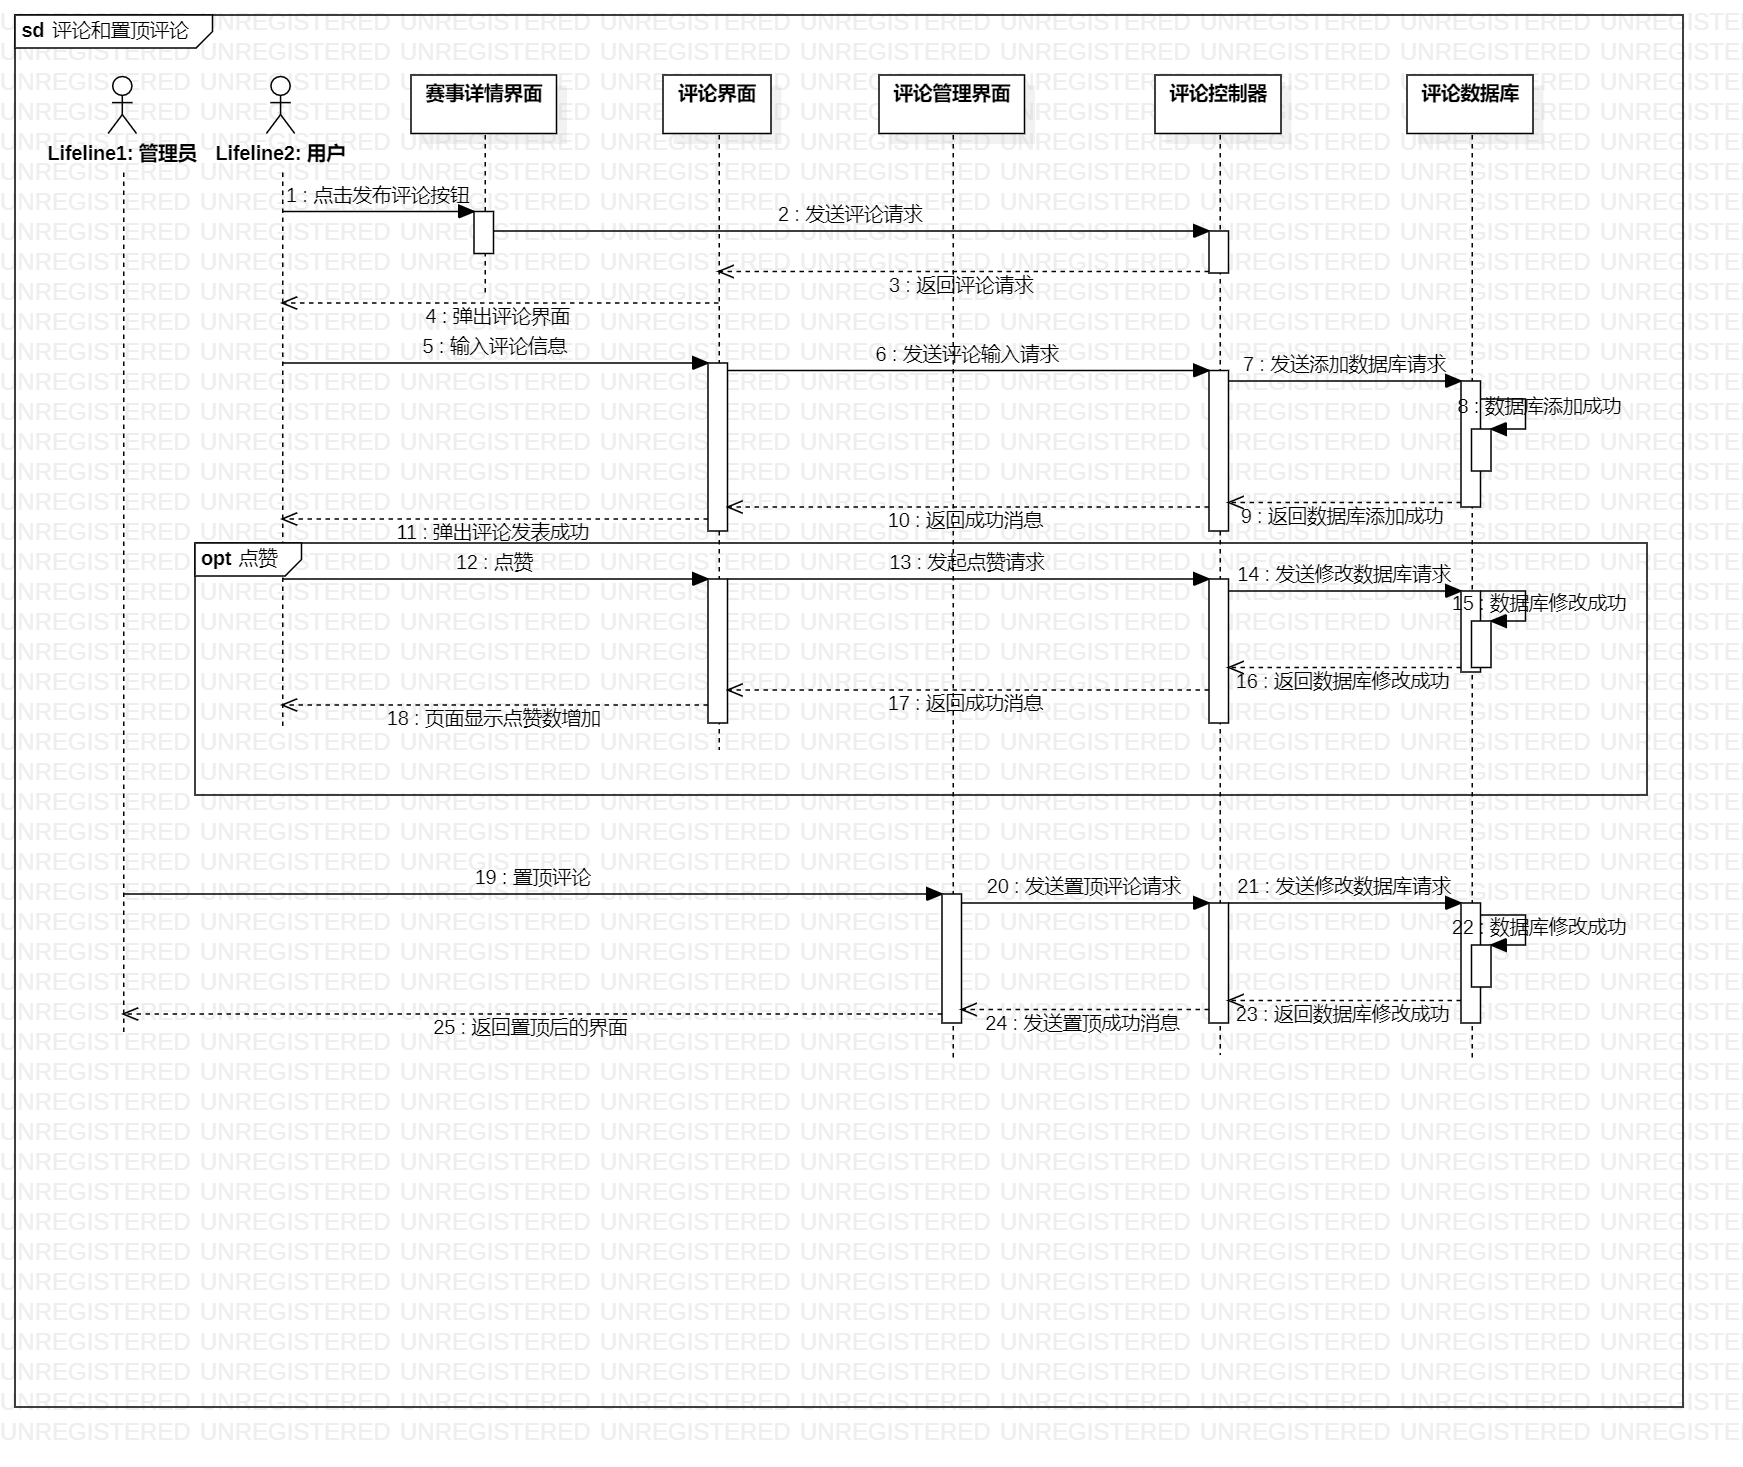 sd 评论和置顶评论
Lifeline1: 管理员
Lifeline2: 用户
赛事详情界面
评论界面
评论管理界面
评论控制器
评论数据库
1 : 点击发布评论按钮
2 : 发送评论请求
3 : 返回评论请求
4 : 弹出评论界面
5 : 输入评论信息
6 : 发送评论输入请求
7 : 发送添加数据库请求
8 : 数据库添加成功
9 : 返回数据库添加成功
10 : 返回成功消息
11 : 弹出评论发表成功
opt 点赞
12 : 点赞
13 : 发起点赞请求
14 : 发送修改数据库请求
15 : 数据库修改成功
16 : 返回数据库修改成功
17 : 返回成功消息
18 : 页面显示点赞数增加
19 : 置顶评论
20 : 发送置顶评论请求
21 : 发送修改数据库请求
22 : 数据库修改成功
23 : 返回数据库修改成功
24 : 发送置顶成功消息
25 : 返回置顶后的界面
UNREGISTERED